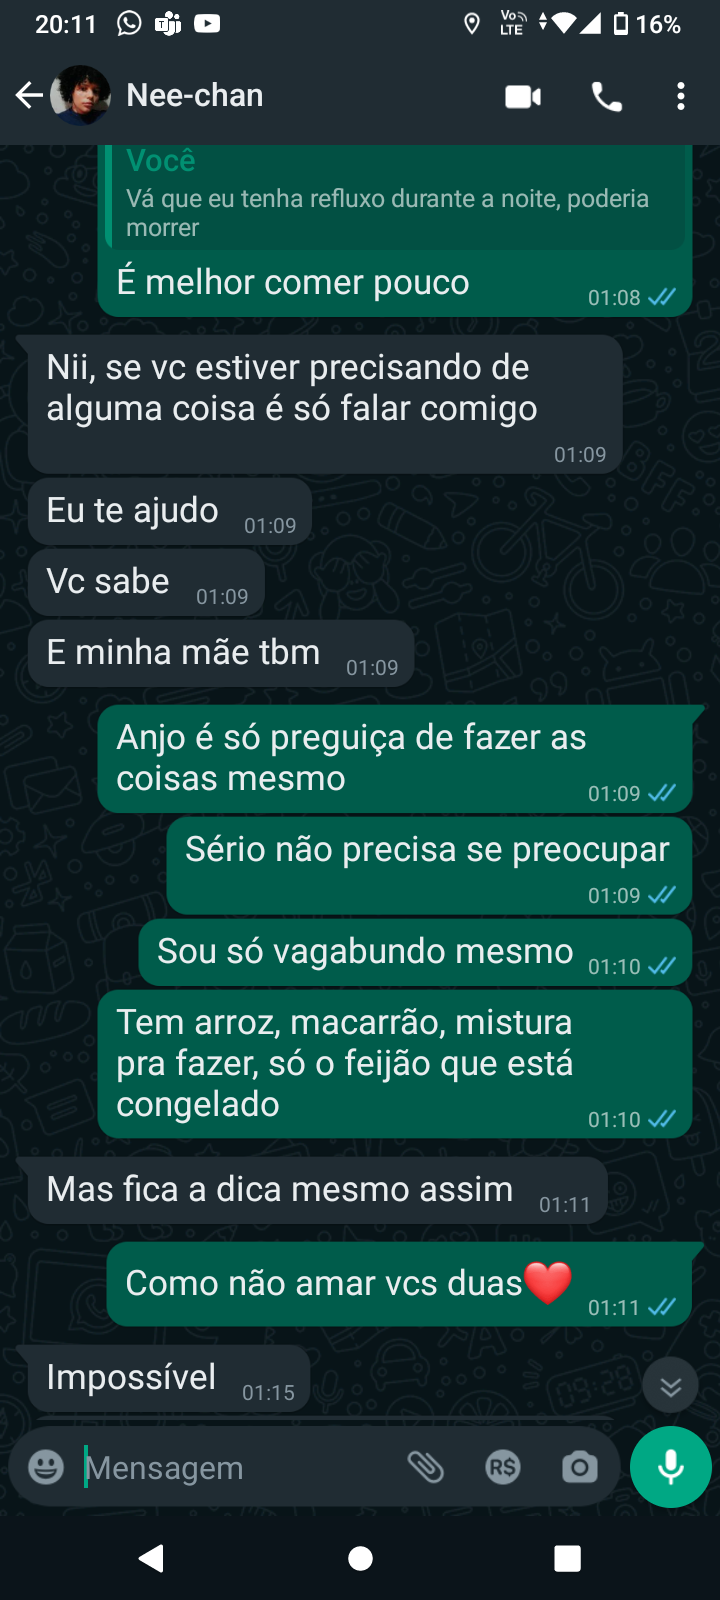 20:11
Vo
LTE
16%
Nee-chan
Você
Vá que eu tenha refluxo durante a noite, poderia
morrer
É melhor comer pouco
01:08
Nii, se vc estiver precisando de
alguma coisa é só falar comigo
01:09
Eu te ajudo 01:09
Vc sabe 01:09
E minha mãe tbm 01:09
Anjo é só preguiça de fazer as
coisas mesmo
01:09
Sério não precisa se preocupar
01:09
Sou só vagabundo mesmo 01:10
Tem arroz, macarrão, mistura
pra fazer, só o feijão que está
congelado
01:10
Mas fica a dica mesmo assim 01:11
Como não amar vcs duas❤️ 01:11
Impossível 01:15
Mensagem
R$